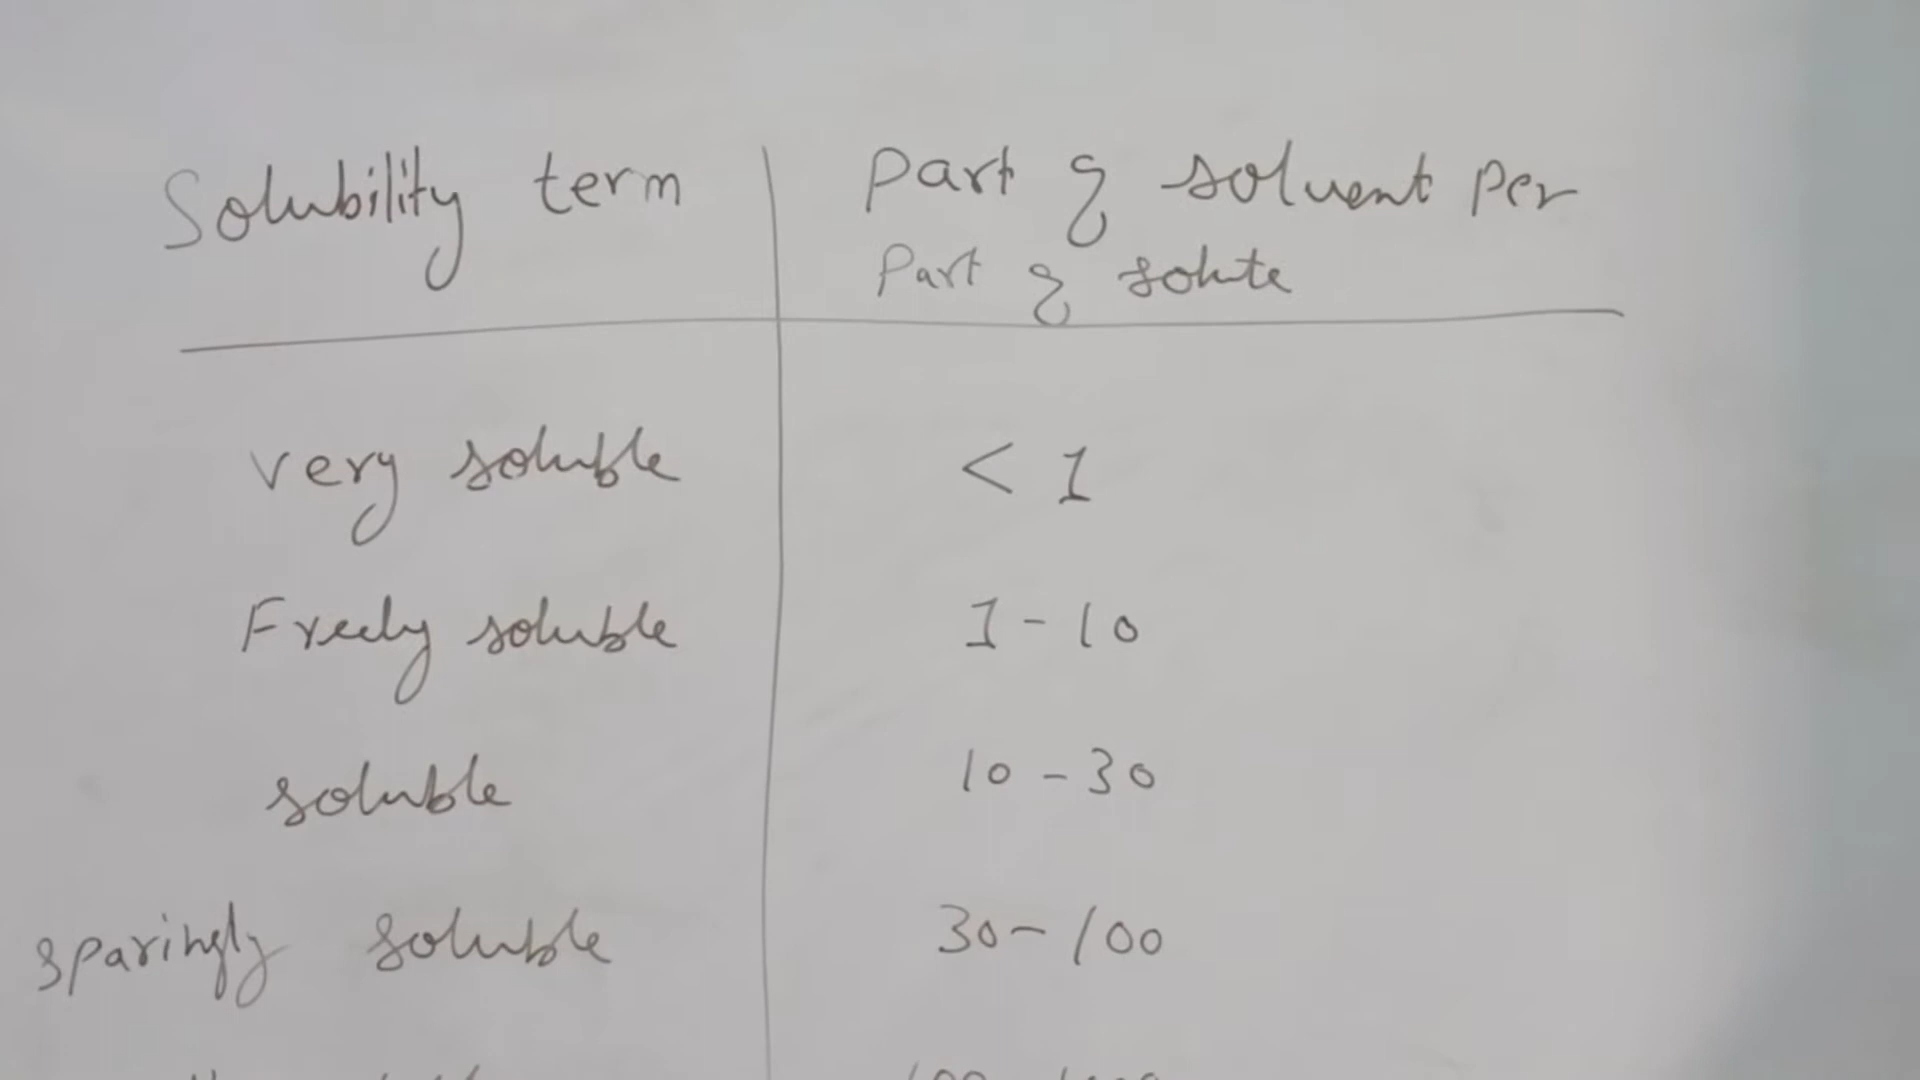 Solubility term
Part of solvent per
Part of solute
very soluble
< 1
Freely soluble
1 - 10
soluble
10 - 30
sparingly soluble
30 - 100